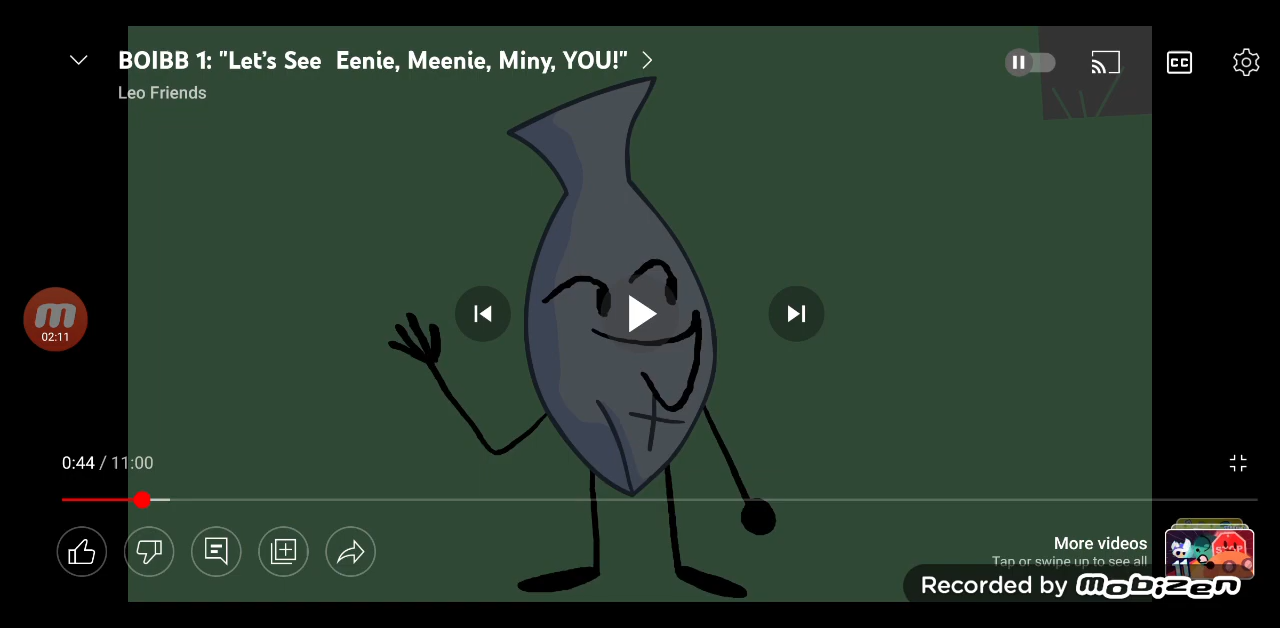 BOIBB 1: "Let's See  Eenie, Meenie, Miny, YOU!"
Leo Friends
CC
02:11
0:44 / 11:00
More videos
Tap or swipe up to see all
Recorded by mobizen